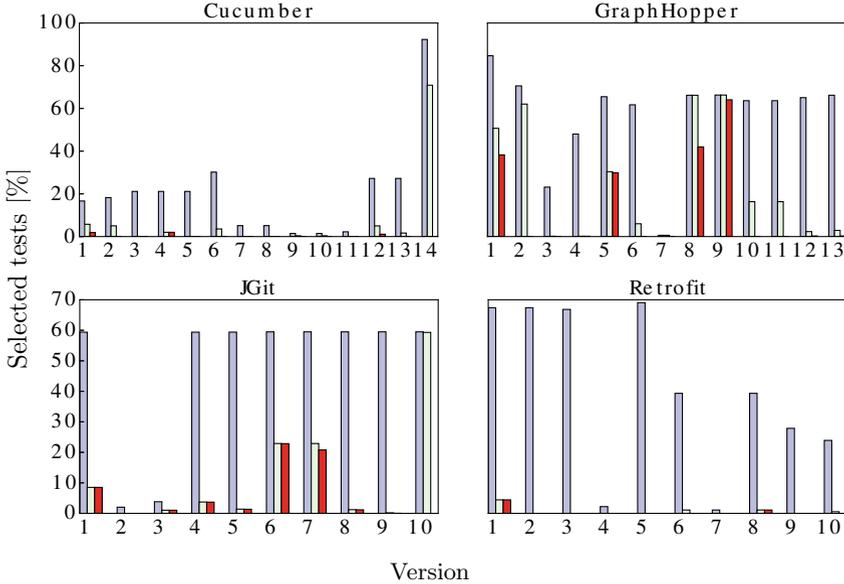 Cucumber
GraphHopper
100
80
60
40
20
0
1 2 3 4 5 6 7 8 9 10 11 12 13 14
1 2 3 4 5 6 7 8 9 10 11 12 13
Selected tests [%]
JGit
Retrofit
70
60
50
40
30
20
10
0
1 2 3 4 5 6 7 8 9 10
1 2 3 4 5 6 7 8 9 10
Version